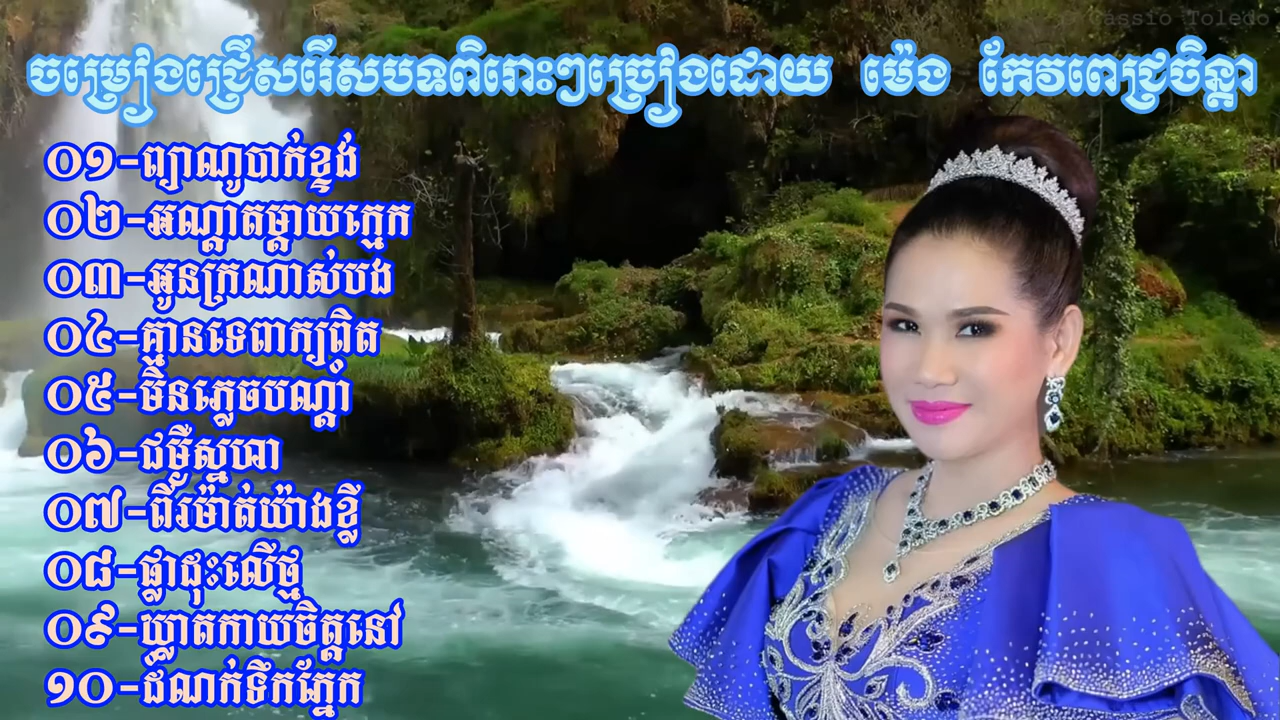 © Cassio Toledo
ចម្រៀងជ្រើសរើសបទពិរោះៗច្រៀងដោយ ម៉េង កែវពេជ្រចិន្តា
០១-ព្យាណូបាក់ខ្នង់
០២-អណ្ដាតម្ដាយក្មេក
០៣-អូនក្រណាស់បង
០៤-គ្មានទេពាក្យពិត
០៥-មិនភ្លេចបណ្ដាំ
០៦-ជម្ងឺស្នេហា
០៧-ពីរម៉ាត់យ៉ាងខ្លី
០៨-ផ្កាដុះលើថ្ម
០៩-ឃ្លាតកាយចិត្តនៅ
១០-ដំណក់ទឹកភ្នែក